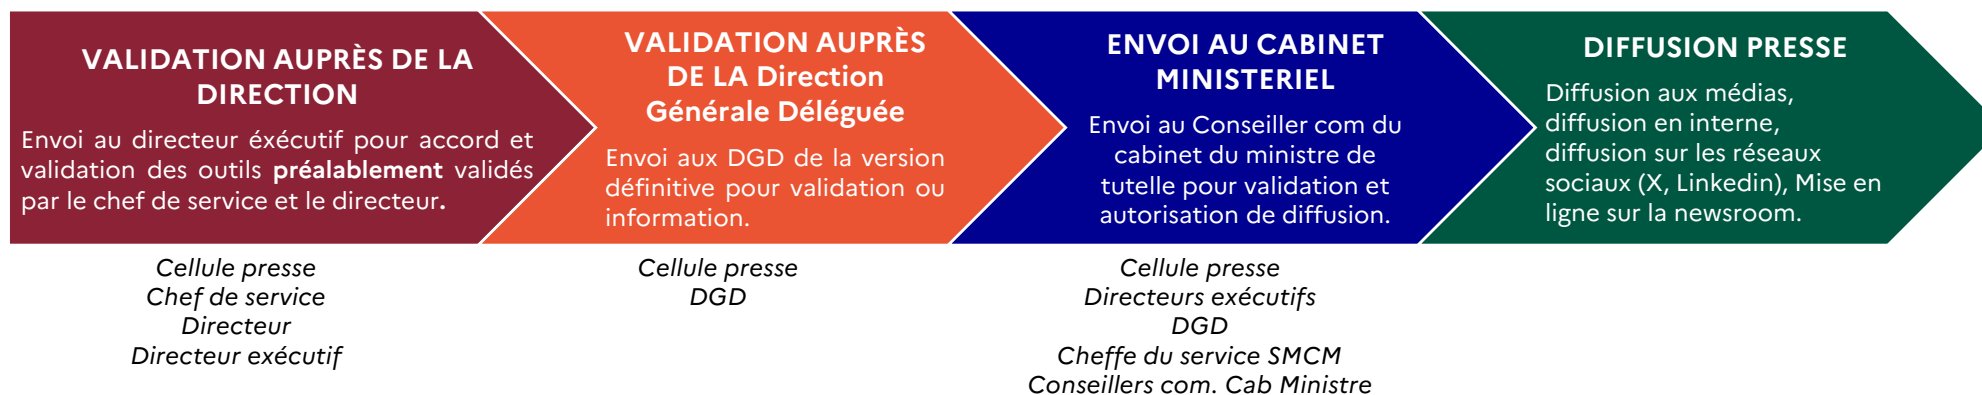 VALIDATION AUPRÈS DE LA
DIRECTION
Envoi au directeur éxécutif pour accord et
validation des outils préalablement validés
par le chef de service et le directeur.
Cellule presse
Chef de service
Directeur
Directeur exécutif
VALIDATION AUPRÈS
DE LA Direction
Générale Déléguée
Envoi aux DGD de la version
définitive pour validation ou
information.
Cellule presse
DGD
ENVOI AU CABINET
MINISTERIEL
Envoi au Conseiller com du
cabinet du ministre de
tutelle pour validation et
autorisation de diffusion.
Cellule presse
Directeurs exécutifs
DGD
Cheffe du service SMCM
Conseillers com. Cab Ministre
DIFFUSION PRESSE
Diffusion aux médias,
diffusion en interne,
diffusion sur les réseaux
sociaux (X, Linkedin), Mise en
ligne sur la newsroom.